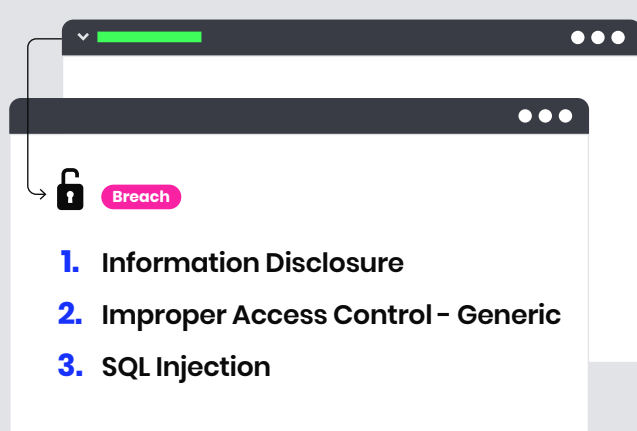 Breach
1. Information Disclosure
2. Improper Access Control - Generic
3. SQL Injection